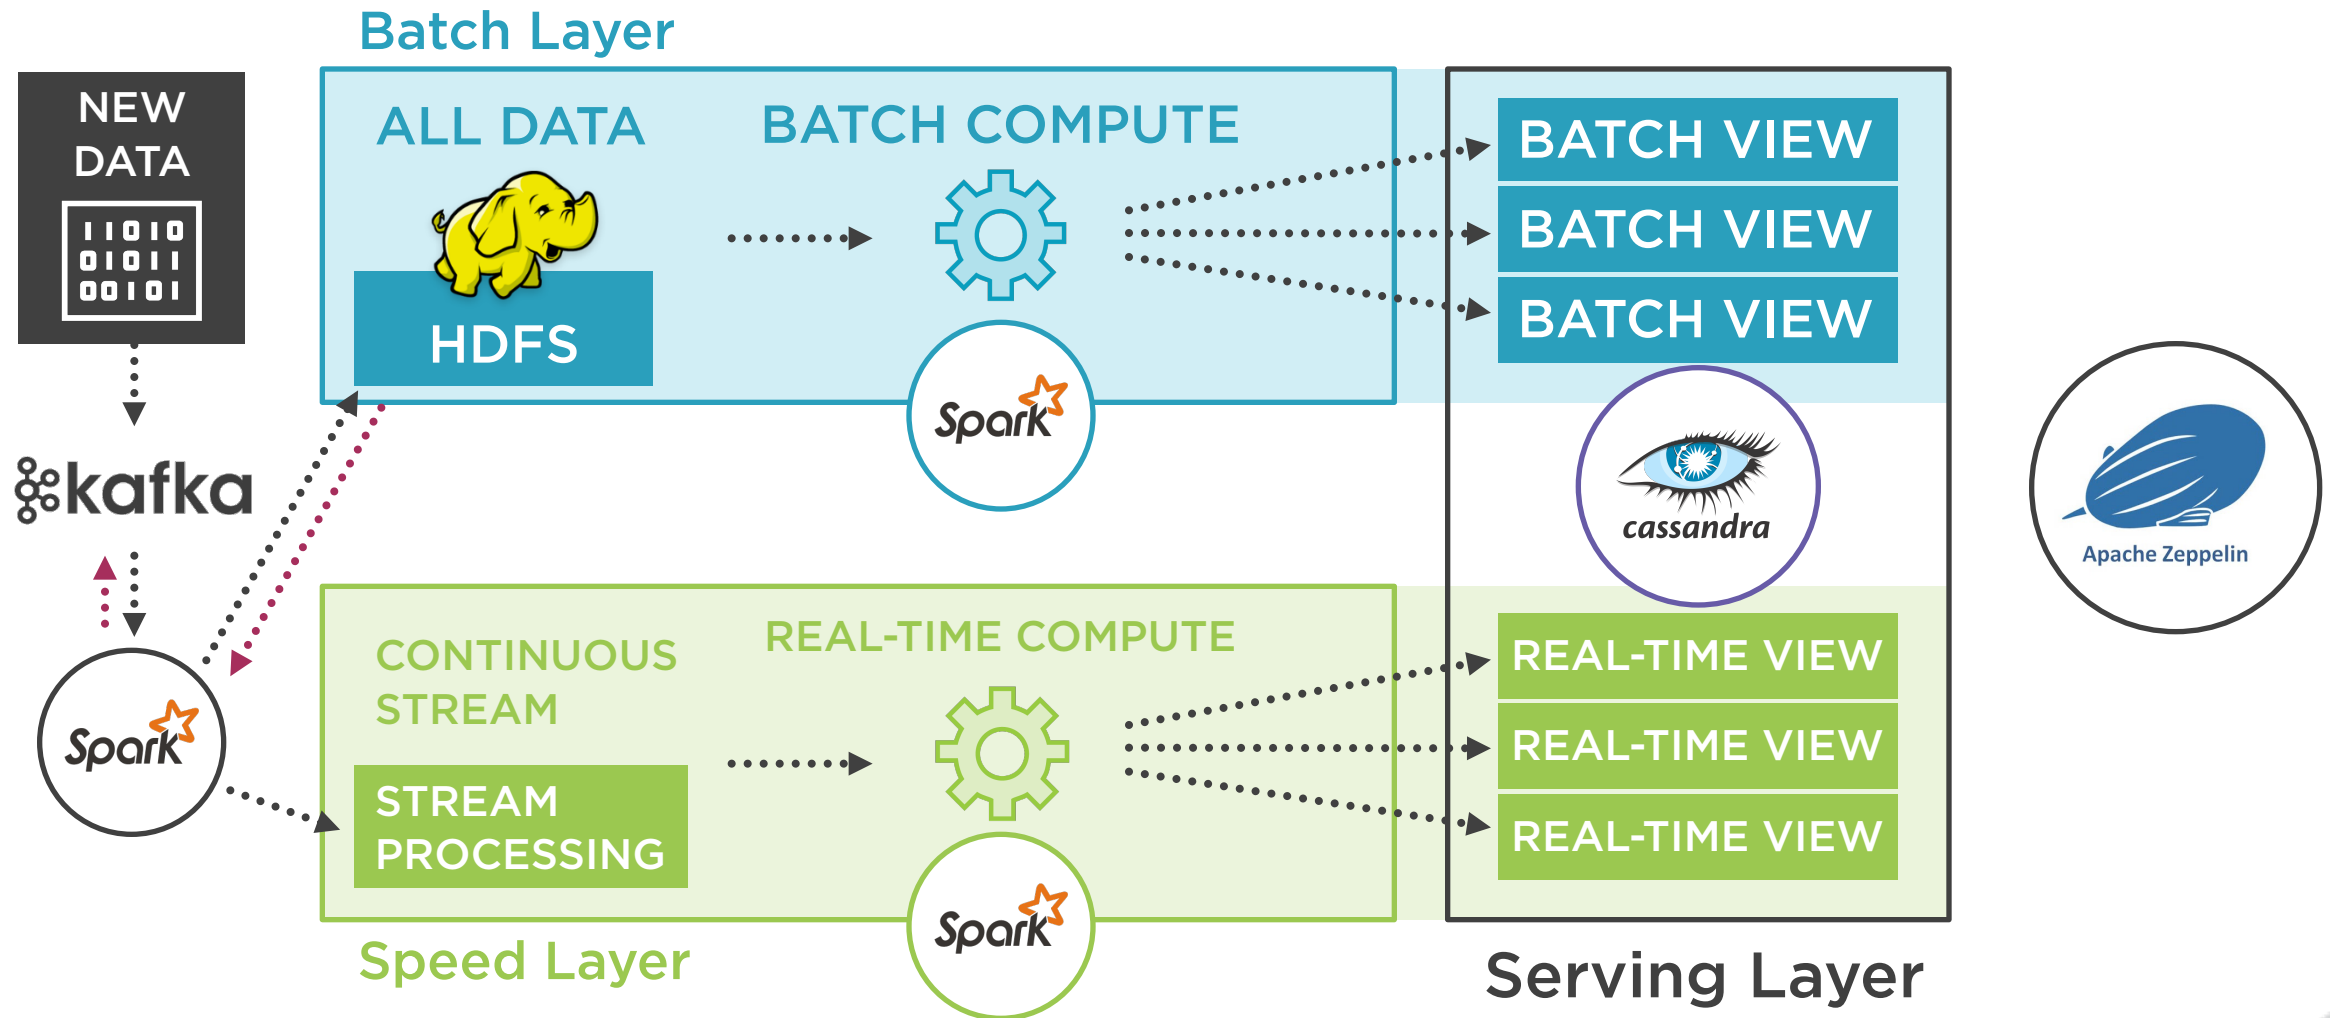 Batch Layer
NEW
DATA
11010
01011
00101
kafka
Spark
ALL DATA
HDFS
BATCH COMPUTE
Spark
BATCH VIEW
BATCH VIEW
BATCH VIEW
cassandra
Apache Zeppelin
CONTINUOUS
STREAM
STREAM
PROCESSING
REAL-TIME COMPUTE
Spark
REAL-TIME VIEW
REAL-TIME VIEW
REAL-TIME VIEW
Speed Layer
Serving Layer